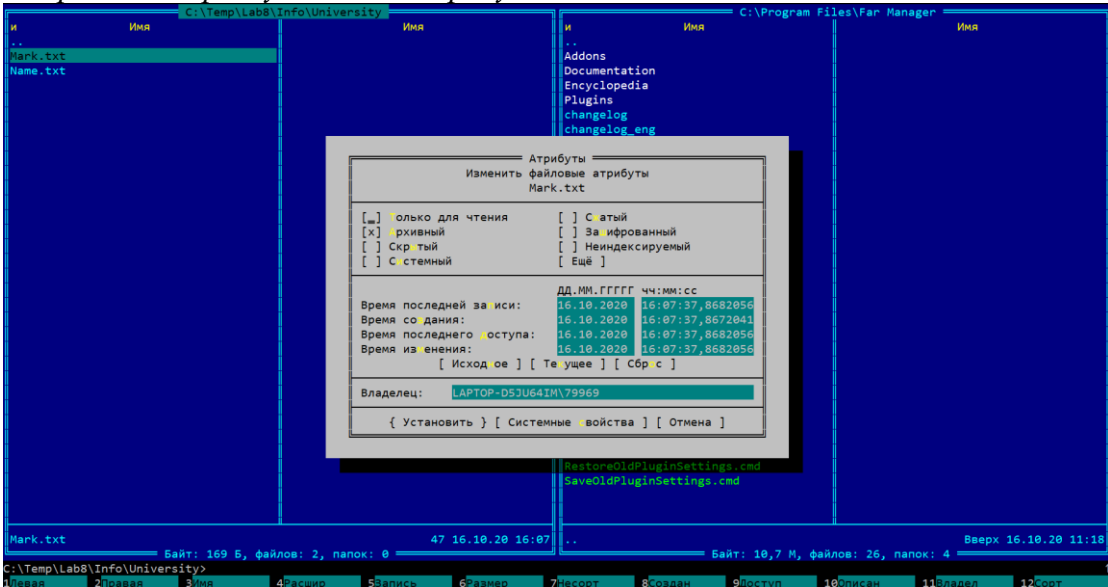 C:\Temp\Lab8\Info\University
C:\Program Files\Far Manager
и Имя Имя и Имя Имя
.. ..
Mark.txt Addons
Name.txt Documentation
Encyclopedia
Plugins
changelog
changelog_eng
Атрибуты
Изменить файловые атрибуты
Mark.txt
[_] Только для чтения [ ] Сжатый
[x] Архивный [ ] Зашифрованный
[ ] Скрытый [ ] Неиндексируемый
[ ] Системный [ Ещё ]
ДД.ММ.ГГГГГ чч:мм:сс
Время последней записи: 16.10.2020 16:07:37,8682056
Время создания: 16.10.2020 16:07:37,8672041
Время последнего доступа: 16.10.2020 16:07:37,8682056
Время изменения: 16.10.2020 16:07:37,8682056
[ Исходное ] [ Текущее ] [ Сброс ]
Владелец: LAPTOP-D5JU64IM\79969
{ Установить } [ Системные свойства ] [ Отмена ]
RestoreOldPluginSettings.cmd
SaveOldPluginSettings.cmd
Mark.txt 47 16.10.20 16:07 .. Вверх 16.10.20 11:18
Байт: 169 Б, файлов: 2, папок: 0 Байт: 10,7 М, файлов: 26, папок: 4
C:\Temp\Lab8\Info\University>
1Левая 2Правая 3Имя 4Расшир 5Запись 6Размер 7Несорт 8Создан 9Доступ 10Описан 11Владел 12Сорт